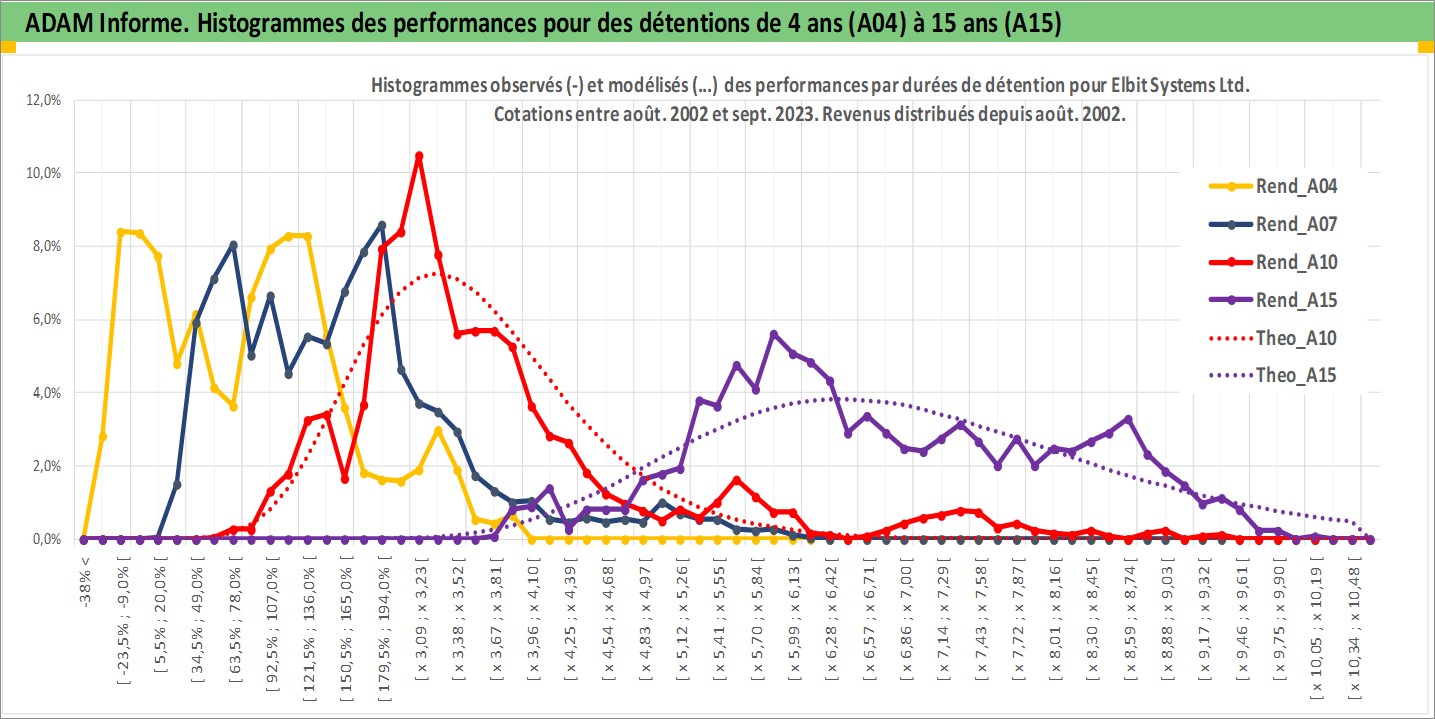 ADAM Informe. Histogrammes des performances pour des détentions de 4 ans (A04) à 15 ans (A15)
Histogrammes observés (-) et modélisés (...) des performances par durées de détention pour Elbit Systems Ltd.
Cotations entre août. 2002 et sept. 2023. Revenus distribués depuis août. 2002.
12,0%
10,0%
8,0%
6,0%
4,0%
2,0%
0,0%
Rend_A04
Rend_A07
Rend_A10
Rend_A15
Theo_A10
Theo_A15
-38% <
[ -23,5% ; -9,0% [
[ 5,5% ; 20,0% [
[ 34,5% ; 49,0% [
[ 63,5% ; 78,0% [
[ 92,5% ; 107,0% [
[ 121,5% ; 136,0% [
[ 150,5% ; 165,0% [
[ 179,5% ; 194,0% [
[ x 3,09 ; x 3,23 [
[ x 3,38 ; x 3,52 [
[ x 3,67 ; x 3,81 [
[ x 3,96 ; x 4,10 [
[ x 4,25 ; x 4,39 [
[ x 4,54 ; x 4,68 [
[ x 4,83 ; x 4,97 [
[ x 5,12 ; x 5,26 [
[ x 5,41 ; x 5,55 [
[ x 5,70 ; x 5,84 [
[ x 5,99 ; x 6,13 [
[ x 6,28 ; x 6,42 [
[ x 6,57 ; x 6,71 [
[ x 6,86 ; x 7,00 [
[ x 7,14 ; x 7,29 [
[ x 7,43 ; x 7,58 [
[ x 7,72 ; x 7,87 [
[ x 8,01 ; x 8,16 [
[ x 8,30 ; x 8,45 [
[ x 8,59 ; x 8,74 [
[ x 8,88 ; x 9,03 [
[ x 9,17 ; x 9,32 [
[ x 9,46 ; x 9,61 [
[ x 9,75 ; x 9,90 [
[ x 10,05 ; x 10,19 [
[ x 10,34 ; x 10,48 [